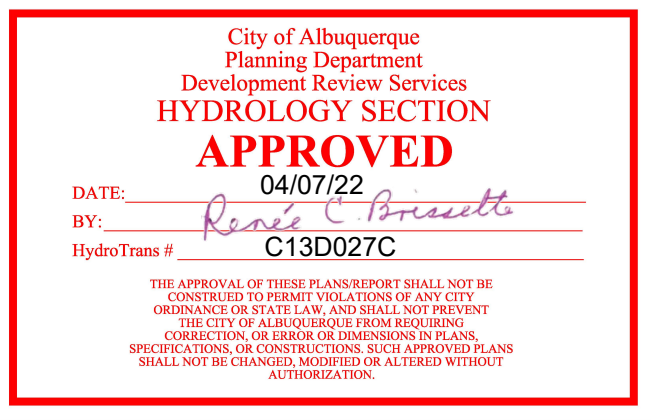 City of Albuquerque
Planning Department
Development Review Services
HYDROLOGY SECTION
APPROVED
DATE: 04/07/22
BY: Renée C. Brissette
HydroTrans # C13D027C
THE APPROVAL OF THESE PLANS/REPORT SHALL NOT BE
CONSTRUED TO PERMIT VIOLATIONS OF ANY CITY
ORDINANCE OR STATE LAW, AND SHALL NOT PREVENT
THE CITY OF ALBUQUERQUE FROM REQUIRING
CORRECTION, OR ERROR OR DIMENSIONS IN PLANS,
SPECIFICATIONS, OR CONSTRUCTIONS. SUCH APPROVED PLANS
SHALL NOT BE CHANGED, MODIFIED OR ALTERED WITHOUT
AUTHORIZATION.